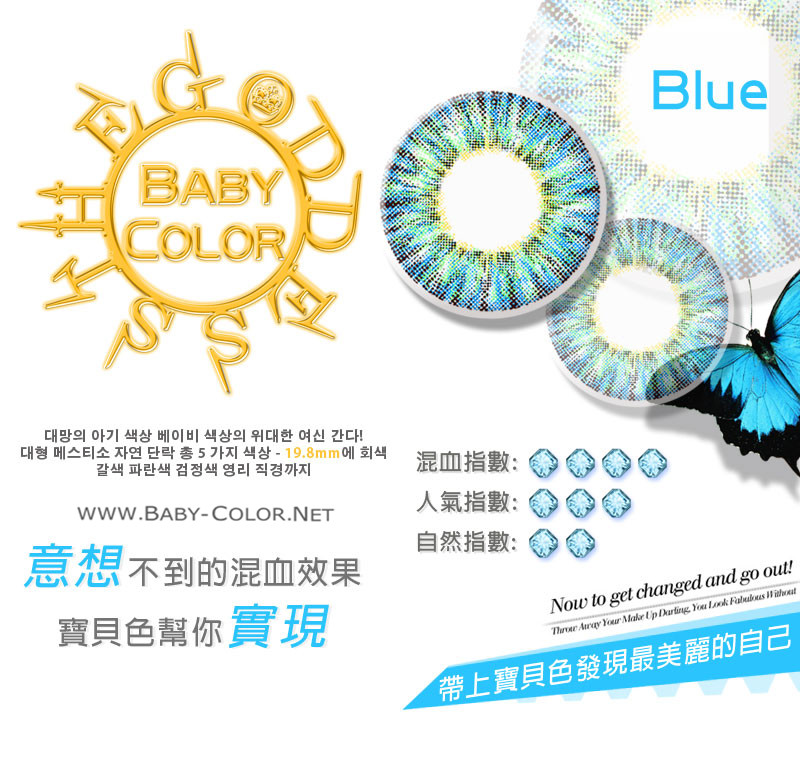 THE GODDESS
BABY
COLOR
Blue
대망의 아기 색상 베이비 색상의 위대한 여신 간다!
대형 메스티소 자연 단락 총 5 가지 색상 - 19.8mm에 회색
갈색 파란색 검정색 영리 직경까지
WWW.BABY-COLOR.NET
意想不到的混血效果
寶貝色幫你實現
混血指數:
人氣指數:
自然指數:
Now to get changed and go out!
Throw Away Your Make Up Darling, You Look Fabulous Without
帶上寶貝色發現最美麗的自己